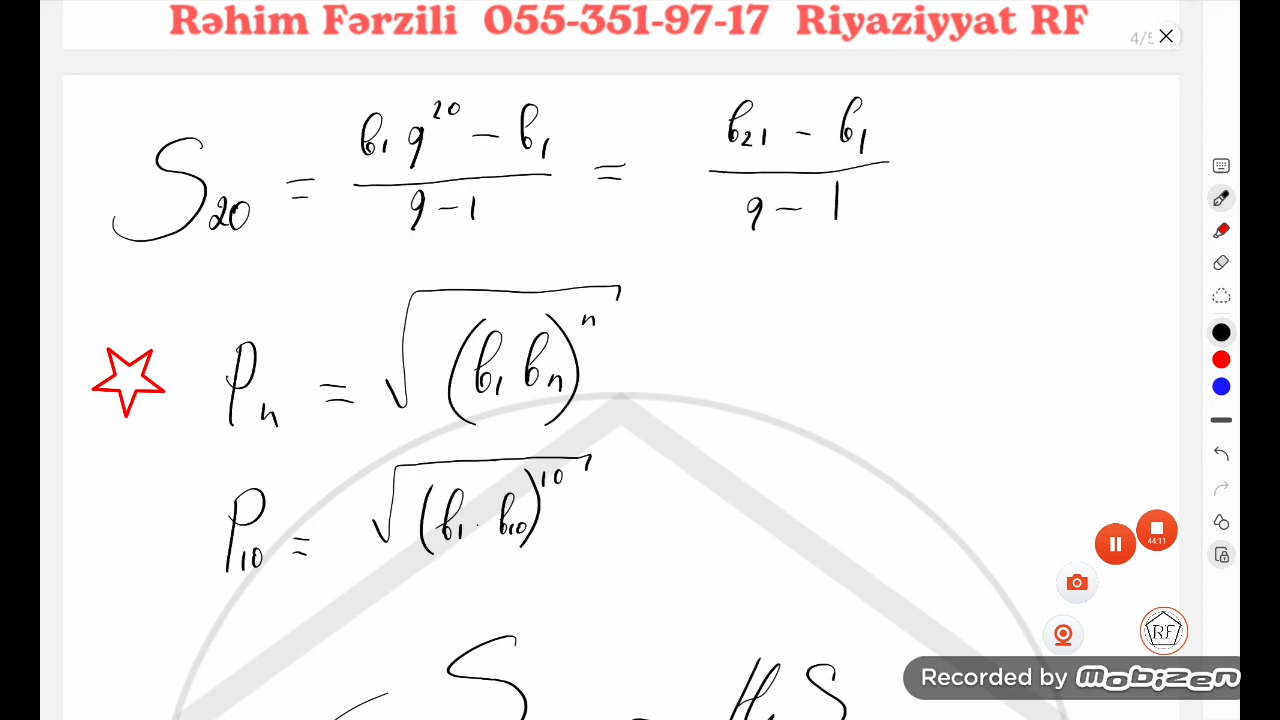 Rəhim Fərzili 055-351-97-17 Riyaziyyat RF
4/5
S₂₀ = (b₁ q²⁰ − b₁)/(q − 1) = (b₂₁ − b₁)/(q − 1)
Pₙ = √(b₁ bₙ)ⁿ
P₁₀ = √(b₁ · b₁₀)¹⁰
44:11
RF
Recorded by mobizen